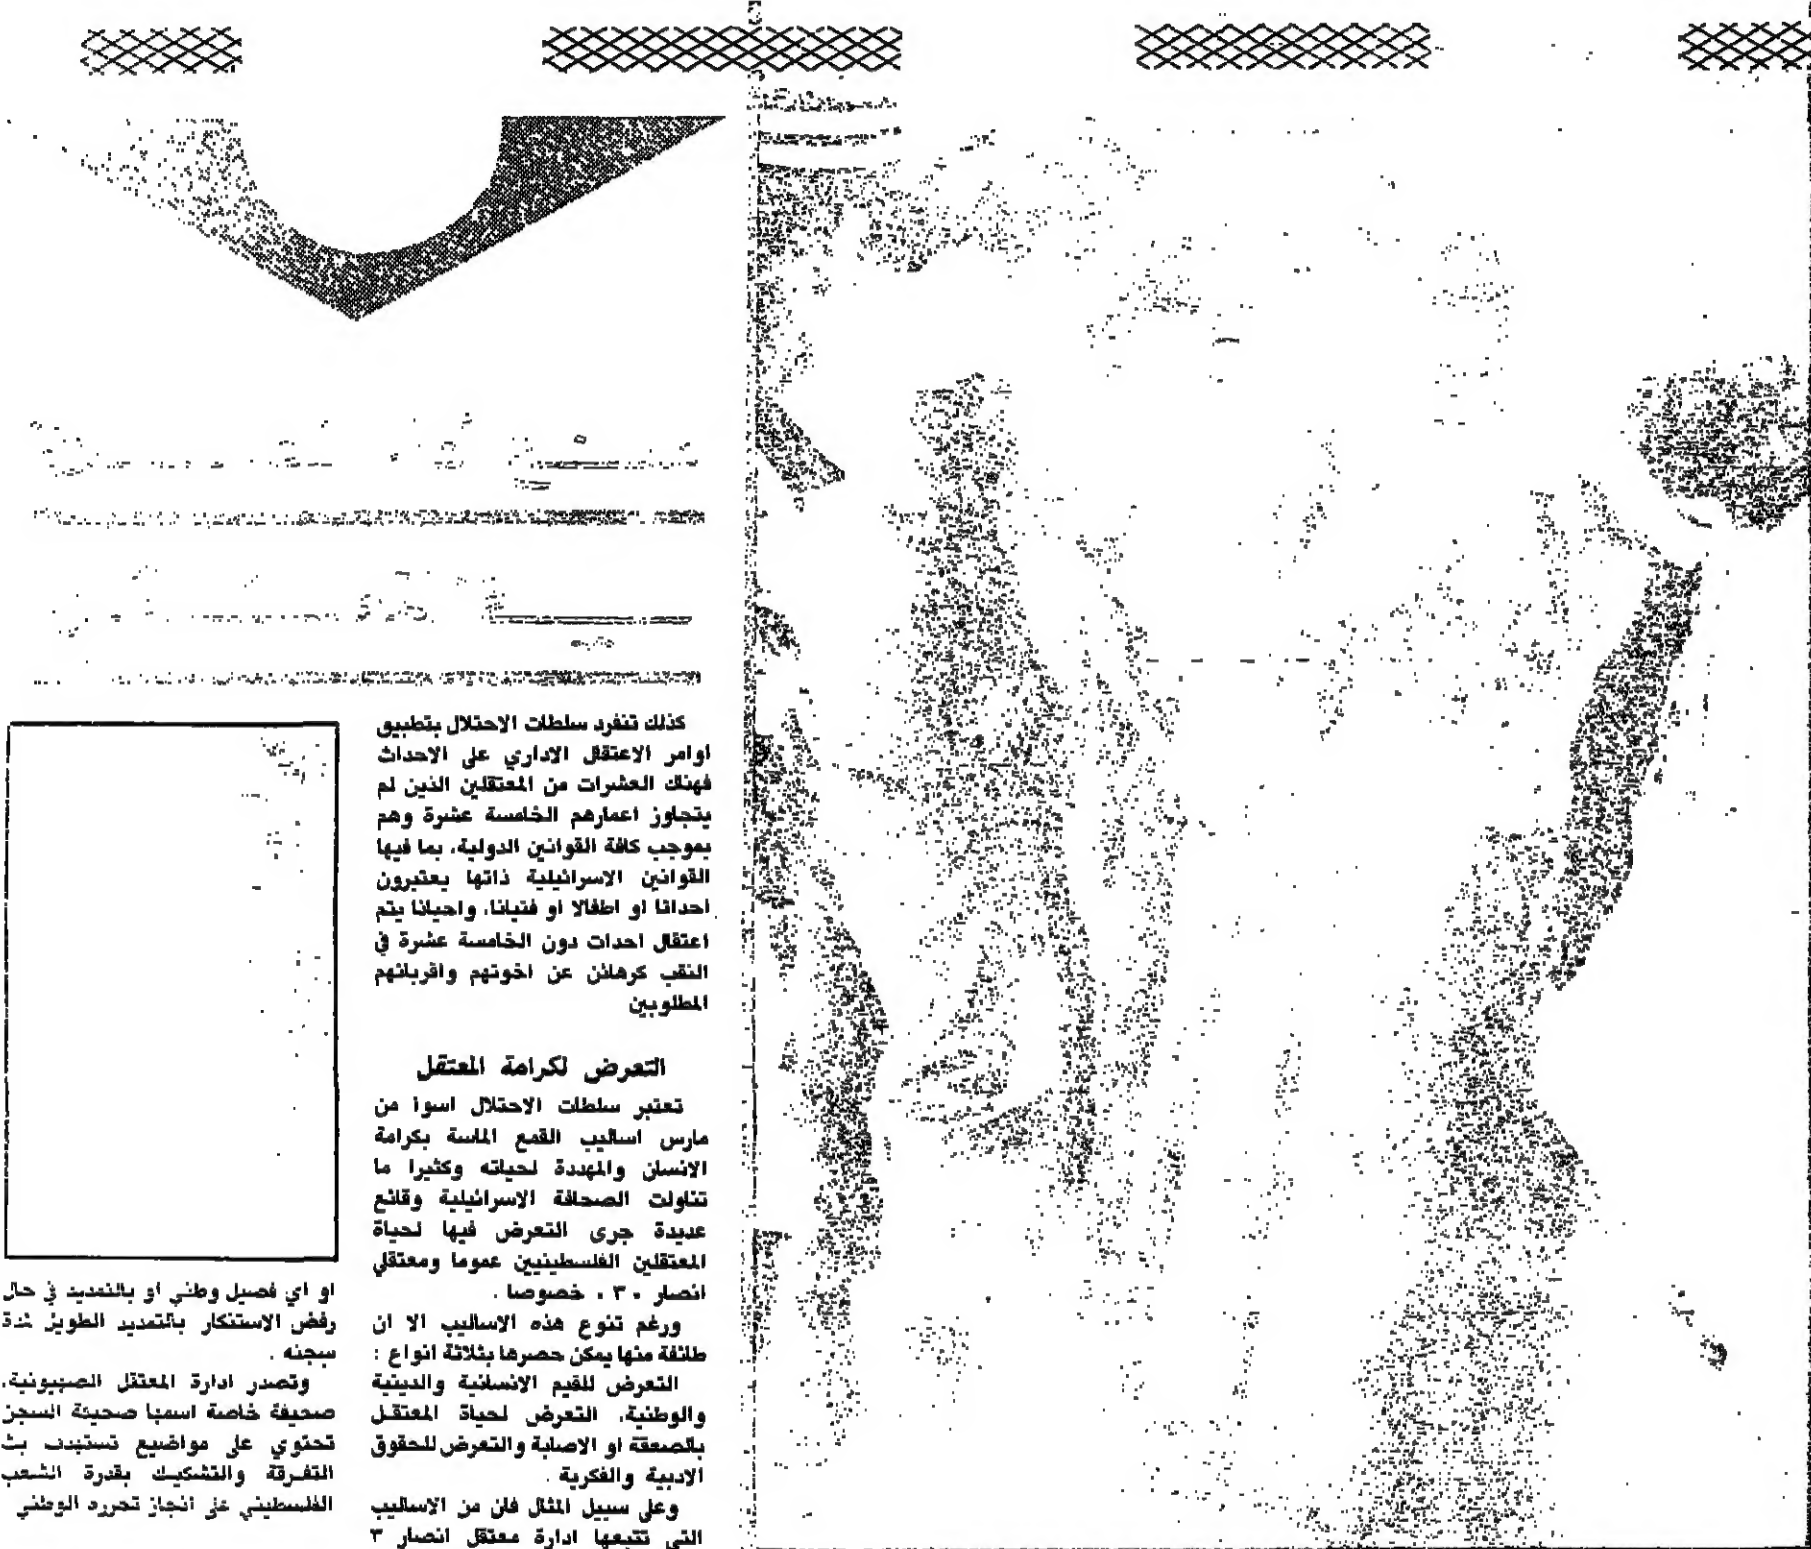 كذلك تنفرد سلطات الاحتلال بتطبيق
اوامر الاعتقال الاداري على الاحداث
فهناك العشرات من المعتقلين الذين لم
يتجاوز اعمارهم الخامسة عشرة وهم
بموجب كافة القوانين الدولية، بما فيها
القوانين الاسرائيلية ذاتها يعتبرون
احداثا او اطفالا او فتيانا، واحيانا يتم
اعتقال احداث دون الخامسة عشرة في
النقب كرهائن عن اخوتهم واقربائهم
المطلوبين
التعرض لكرامة المعتقل
تعتبر سلطات الاحتلال اسوا من
مارس اساليب القمع الماسة بكرامة
الانسان والمهددة لحياته وكثيرا ما
تناولت الصحافة الاسرائيلية وقائع
عديدة جرى التعرض فيها لحياة
المعتقلين الفلسطينيين عموما ومعتقلي
انصار ٠ ٣ ٠ خصوصا .
ورغم تنوع هذه الاساليب الا ان
طائفة منها يمكن حصرها بثلاثة انواع :
التعرض للقيم الانسانية والدينية
والوطنية، التعرض لحياة المعتقل
بالصعقة او الاصابة والتعرض للحقوق
الادبية والفكرية .
وعلى سبيل المثال فان من الاساليب
التي تتبعها ادارة معتقل انصار ٣
او اي فصيل وطني او بالتمديد في حال
رفض الاستنكار بالتمديد الطويل لمدة
سجنه .
وتصدر ادارة المعتقل الصهيونية،
صحيفة خاصة اسمها صحيفة السجن
تحتوي على مواضيع تستهدف بث
التفرقة والتشكيك بقدرة الشعب
الفلسطيني على انجاز تحرره الوطني